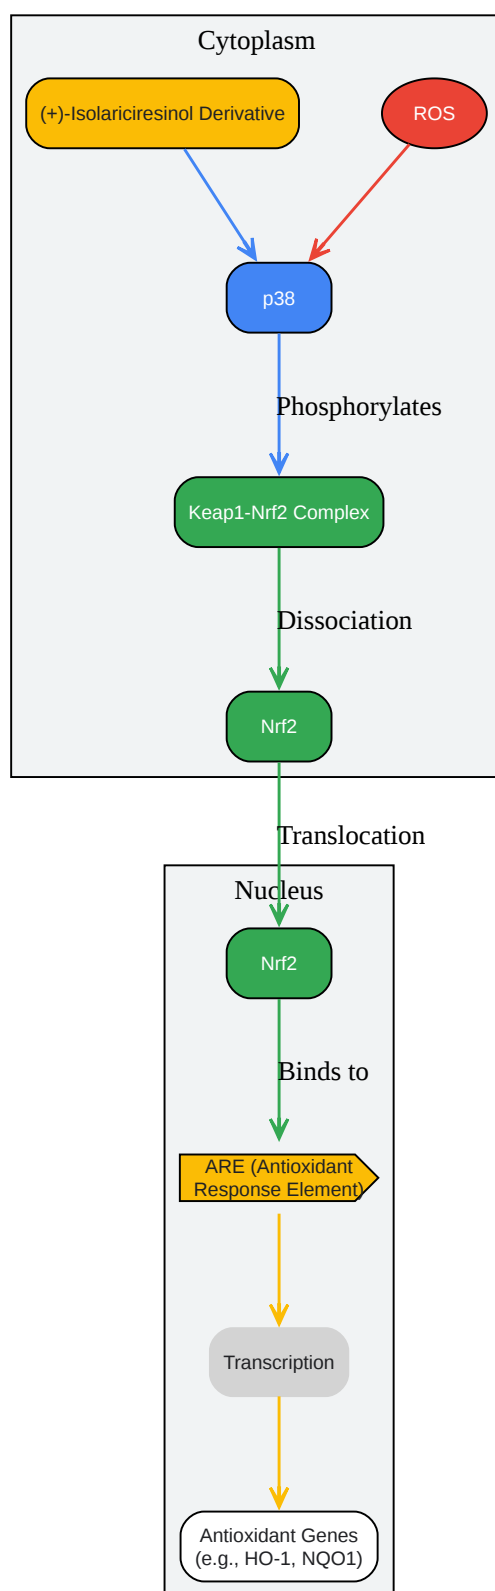 Cytoplasm
(+)-Isolariciresinol Derivative
ROS
p38
Phosphorylates
Keap1-Nrf2 Complex
Dissociation
Nrf2
Translocation
Nucleus
Nrf2
Binds to
ARE (Antioxidant
Response Element)
Transcription
Antioxidant Genes
(e.g., HO-1, NQO1)